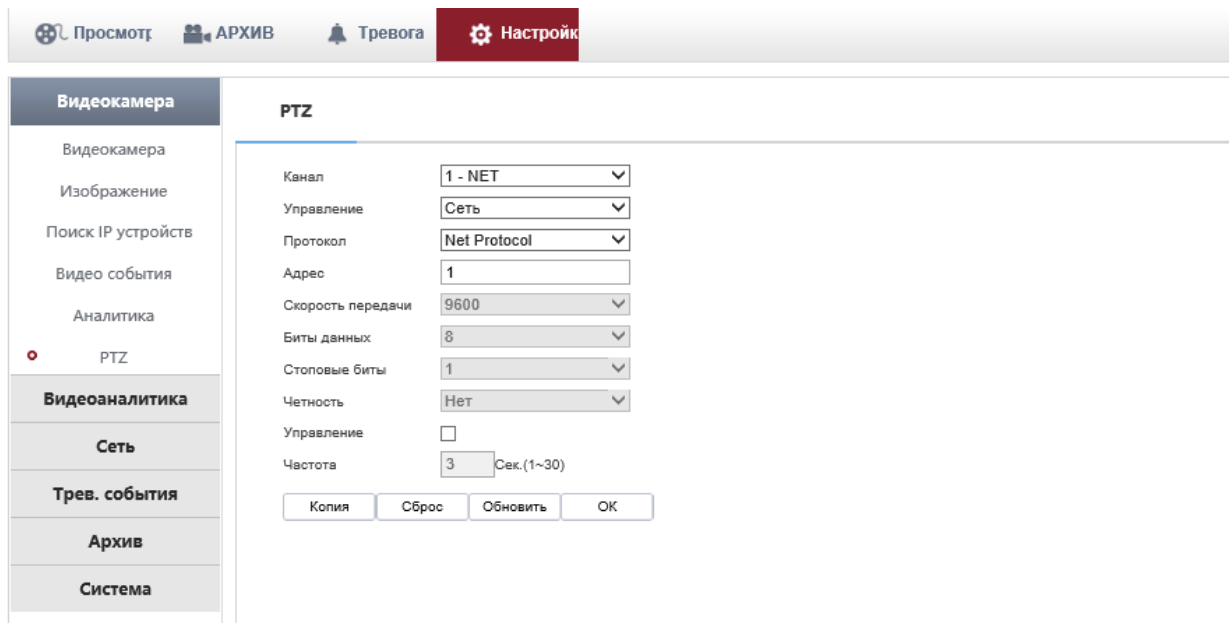 Просмотр АРХИВ Тревога Настройк
Видеокамера
Видеокамера
Изображение
Поиск IP устройств
Видео события
Аналитика
PTZ
Видеоаналитика
Сеть
Трев. события
Архив
Система
PTZ
Канал 1 - NET
Управление Сеть
Протокол Net Protocol
Адрес 1
Скорость передачи 9600
Биты данных 8
Стоповые биты 1
Четность Нет
Управление
Частота 3 Сек.(1~30)
Копия Сброс Обновить OK